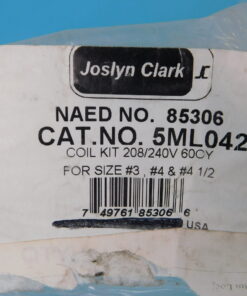 Joslyn Clark JC
NAED NO. 85306
CAT.NO. 5ML042
COIL KIT 208/240V 60CY
FOR SIZE #3 , #4 & #4 1/2
7 49761 85306 6
USA